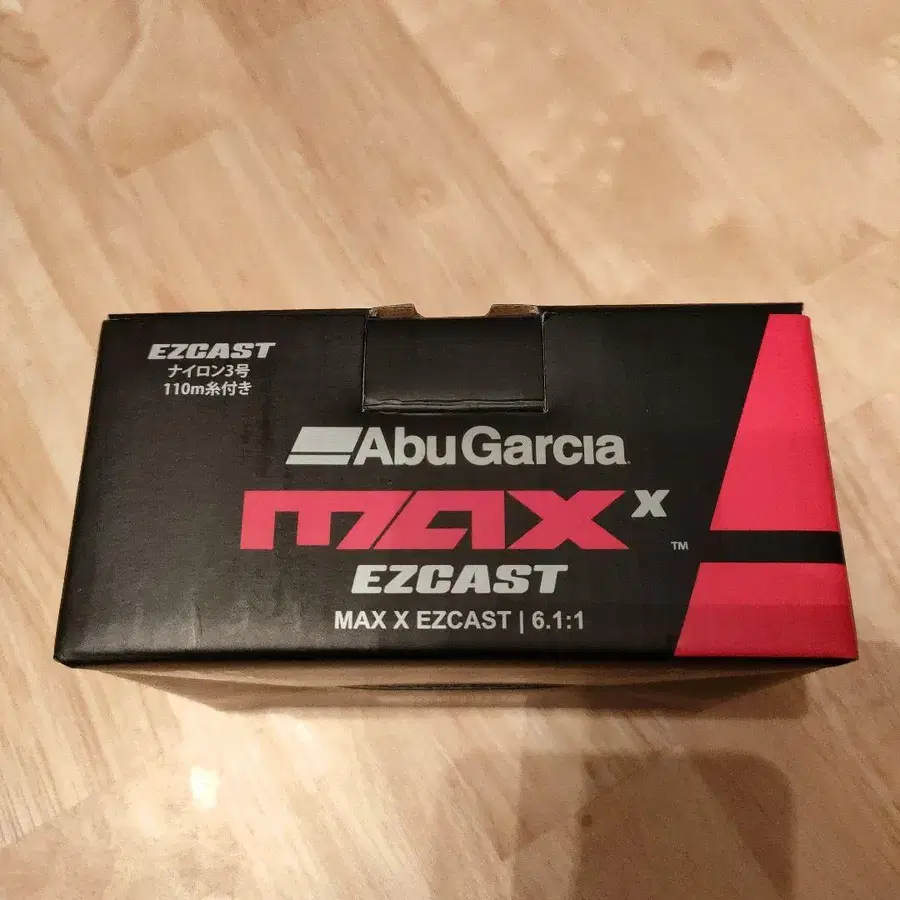 EZCAST
ナイロン3号
110m糸付き
AbuGarcia
MAX X
™
EZCAST
MAX X EZCAST | 6.1:1